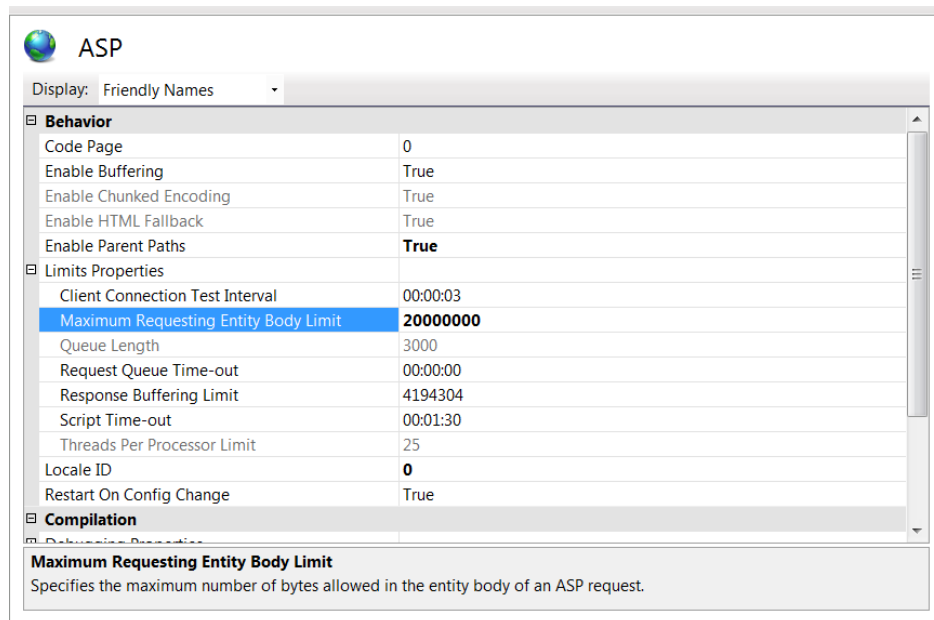 ASP
Display: Friendly Names
Behavior
Code Page 0
Enable Buffering True
Enable Chunked Encoding True
Enable HTML Fallback True
Enable Parent Paths True
Limits Properties
Client Connection Test Interval 00:00:03
Maximum Requesting Entity Body Limit 20000000
Queue Length 3000
Request Queue Time-out 00:00:00
Response Buffering Limit 4194304
Script Time-out 00:01:30
Threads Per Processor Limit 25
Locale ID 0
Restart On Config Change True
Compilation
Debugging Properties
Maximum Requesting Entity Body Limit
Specifies the maximum number of bytes allowed in the entity body of an ASP request.